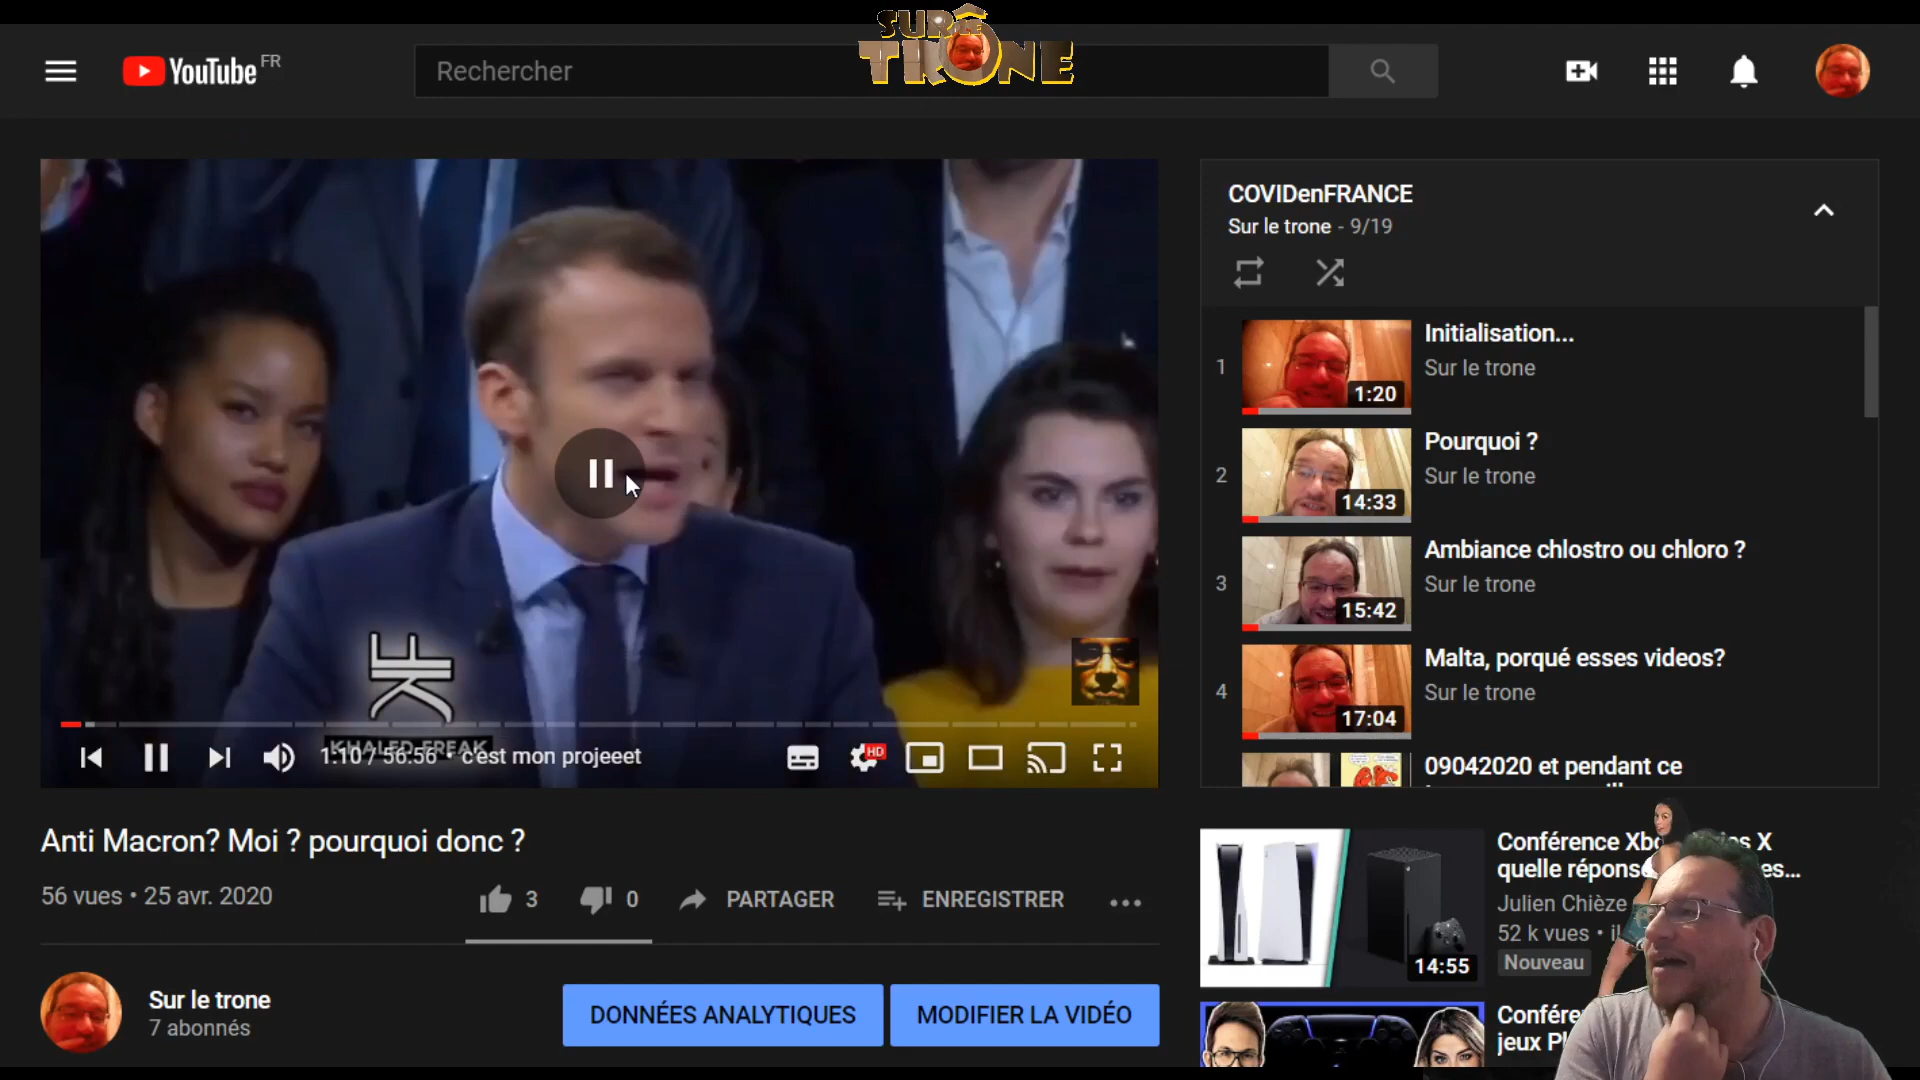 SUR LE
TRONE
YouTube FR
Rechercher
COVIDenFRANCE
Sur le trone - 9/19
1
Initialisation...
Sur le trone
1:20
2
Pourquoi ?
Sur le trone
14:33
3
Ambiance chlostro ou chloro ?
Sur le trone
15:42
4
Malta, porqué esses videos?
Sur le trone
17:04
09042020 et pendant ce
KHALED FREAK
1:10 / 56:56 • c'est mon projeeet
HD
Anti Macron? Moi ? pourquoi donc ?
56 vues • 25 avr. 2020
3
0
PARTAGER
ENREGISTRER
Sur le trone
7 abonnés
DONNÉES ANALYTIQUES
MODIFIER LA VIDÉO
Conférence X
quelle
Julien Chièze
52 k vues •
Nouveau
14:55
jeux